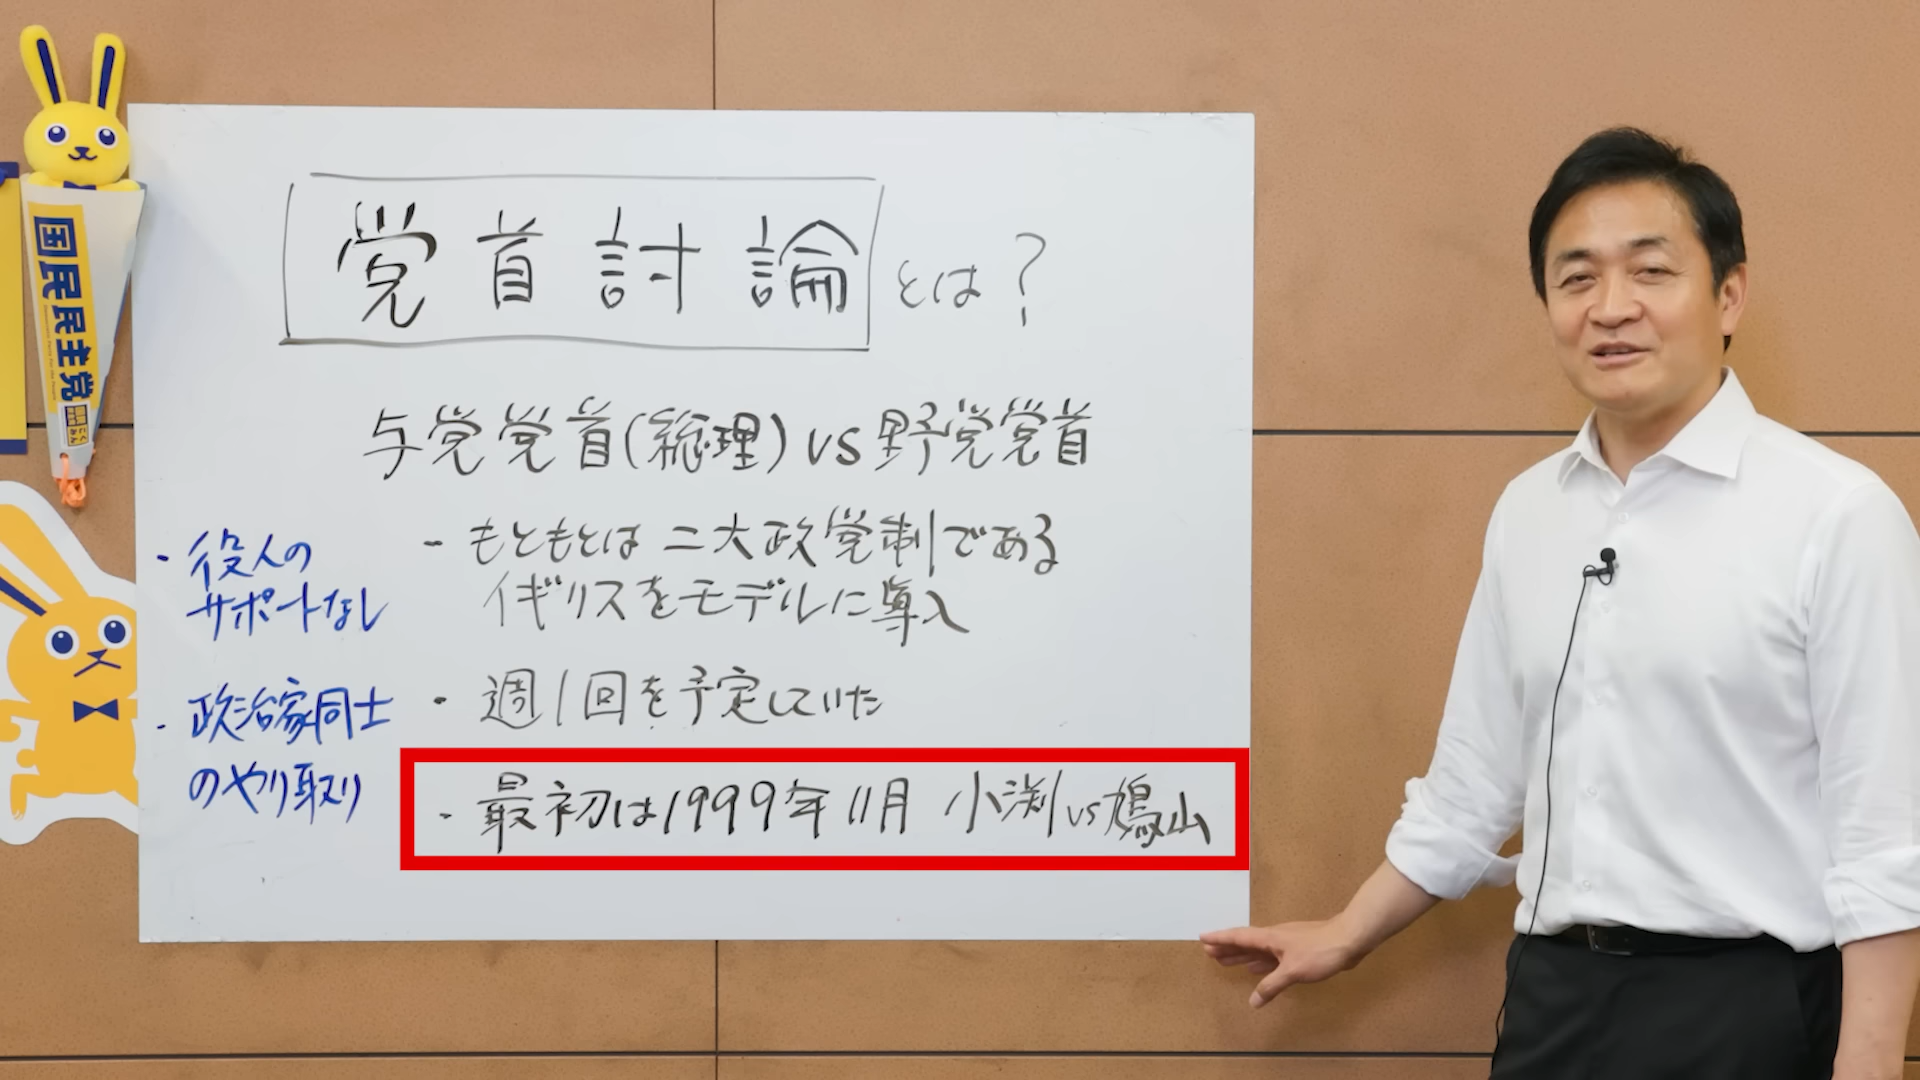 国民民主党
党首討論とは?
与党党首(総理)vs野党党首
・もともとは二大政党制である
イギリスをモデルに導入
・週1回を予定していた
・最初は1999年11月 小渕vs鳩山
・役人の
サポートなし
・政治家同士
のやり取り